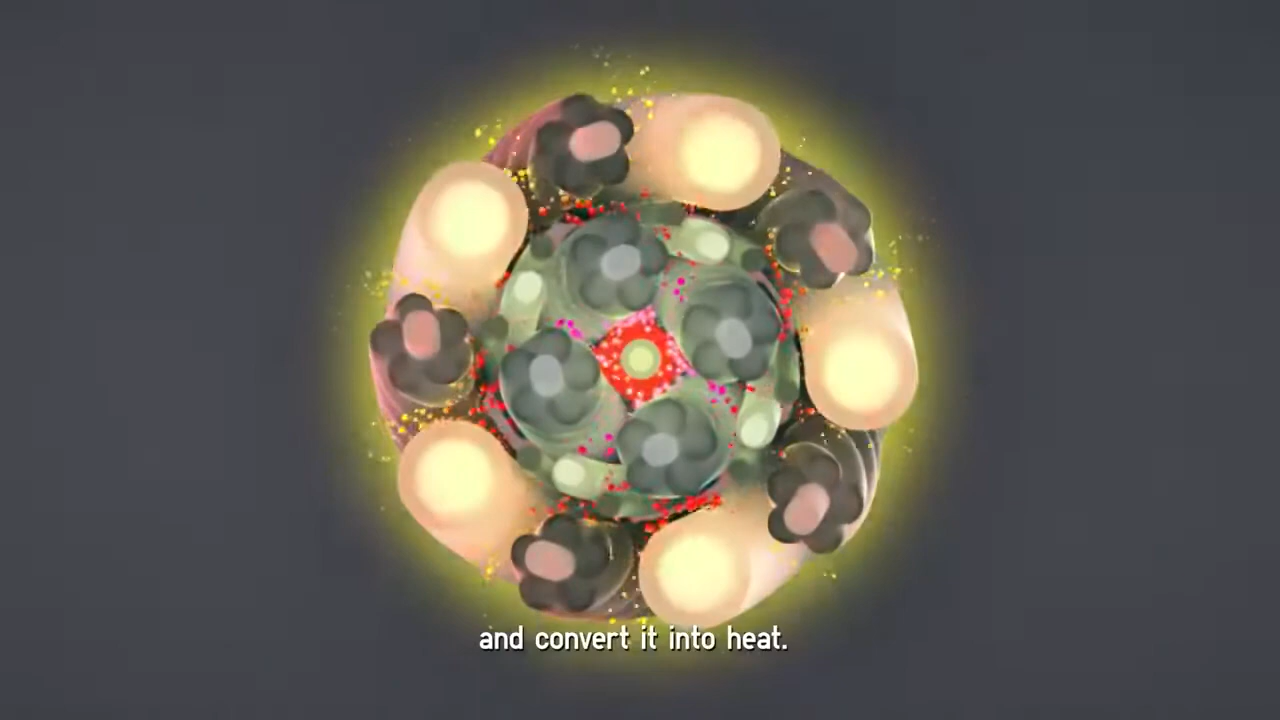 and convert it into heat.